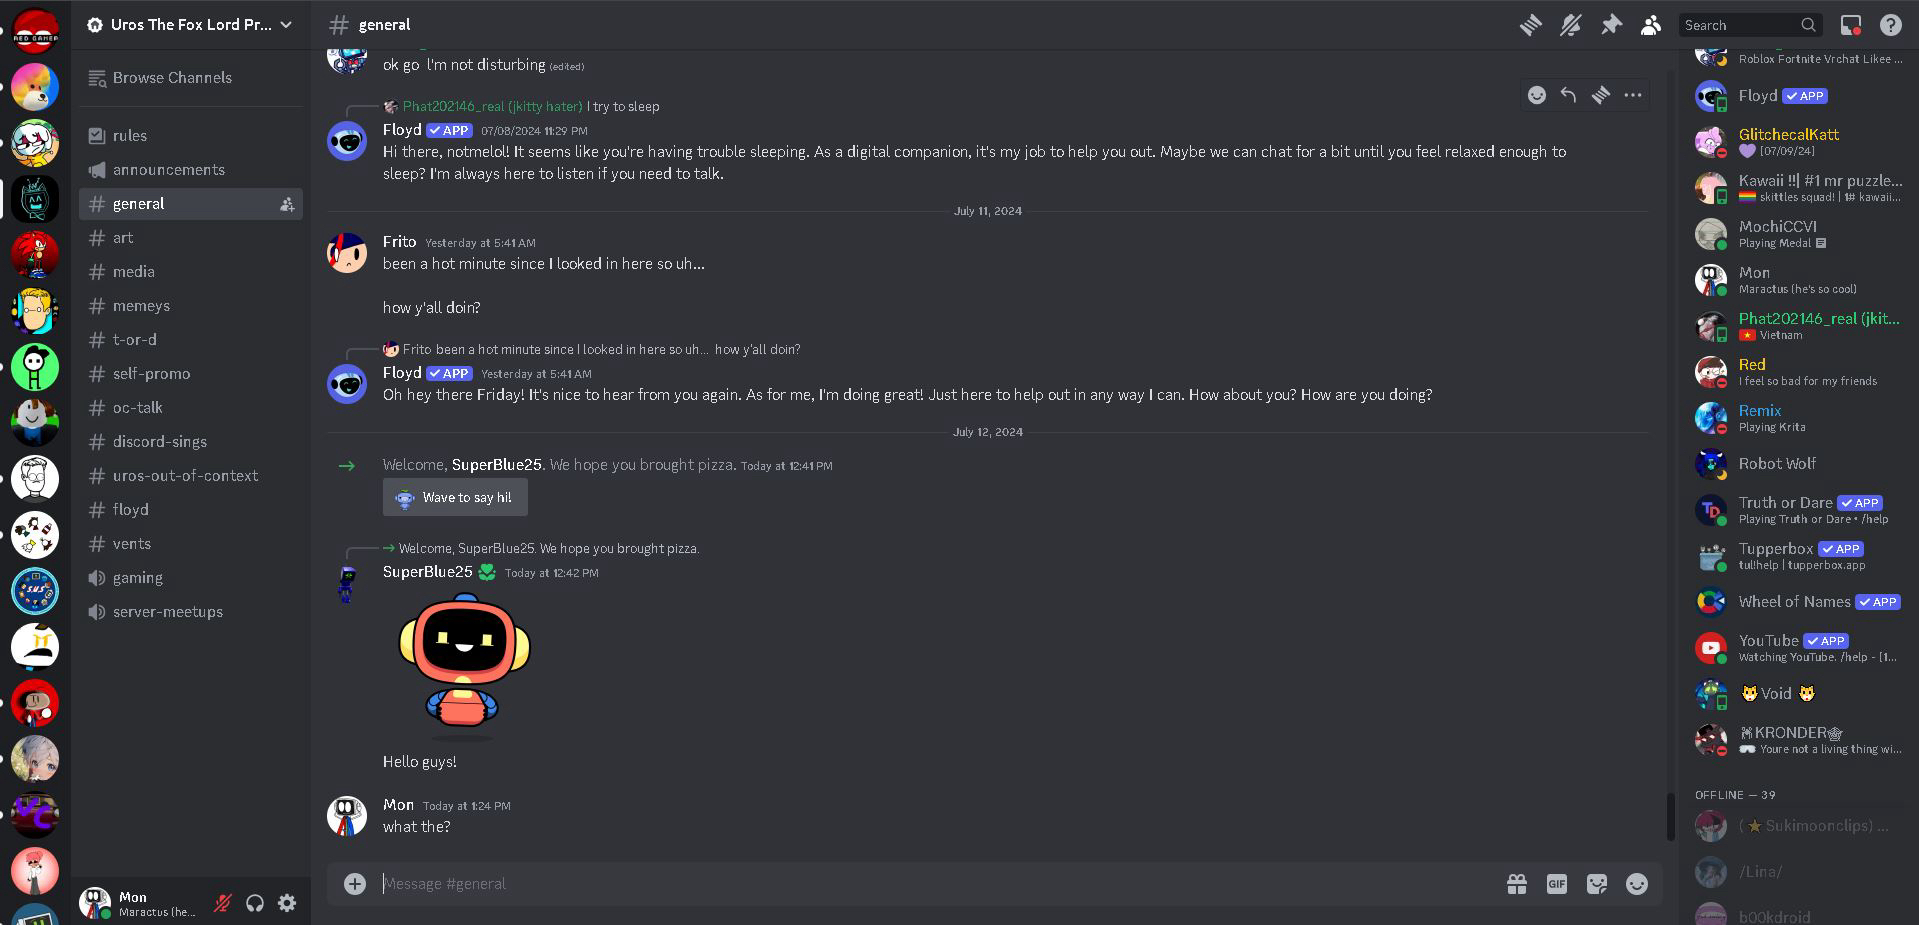 RED GAMER
Uros The Fox Lord Pr...
Browse Channels
rules
announcements
general
art
media
memeys
t-or-d
self-promo
oc-talk
discord-sings
uros-out-of-context
floyd
vents
gaming
server-meetups
Mon
Maractus (he...
general
Search
ok go I'm not disturbing (edited)
Phat202146_real (jkitty hater) I try to sleep
Floyd APP 07/08/2024 11:29 PM
Hi there, notmelol! It seems like you're having trouble sleeping. As a digital companion, it's my job to help you out. Maybe we can chat for a bit until you feel relaxed enough to
sleep? I'm always here to listen if you need to talk.
July 11, 2024
Frito Yesterday at 5:41 AM
been a hot minute since I looked in here so uh...
how y'all doin?
Frito been a hot minute since I looked in here so uh... how y'all doin?
Floyd APP Yesterday at 5:41 AM
Oh hey there Friday! It's nice to hear from you again. As for me, I'm doing great! Just here to help out in any way I can. How about you? How are you doing?
July 12, 2024
Welcome, SuperBlue25. We hope you brought pizza. Today at 12:41 PM
Wave to say hi!
Welcome, SuperBlue25. We hope you brought pizza.
SuperBlue25 Today at 12:42 PM
Hello guys!
Mon Today at 1:24 PM
what the?
Message #general
GIF
Roblox Fortnite Vrchat Likee ...
Floyd APP
GlitchecalKatt
[07/09/24]
Kawaii !!| #1 mr puzzle...
skittles squad! | 1# kawaii...
MochiCCVI
Playing Medal
Mon
Maractus (he's so cool)
Phat202146_real (jkit...
Vietnam
Red
I feel so bad for my friends
Remix
Playing Krita
Robot Wolf
Truth or Dare APP
Playing Truth or Dare • /help
Tupperbox APP
tul!help | tupperbox.app
Wheel of Names APP
YouTube APP
Watching YouTube. /help - [1...
Void
KRONDER
Youre not a living thing wi...
OFFLINE — 39
( Sukimoonclips) ...
/Lina/
b00kdroid